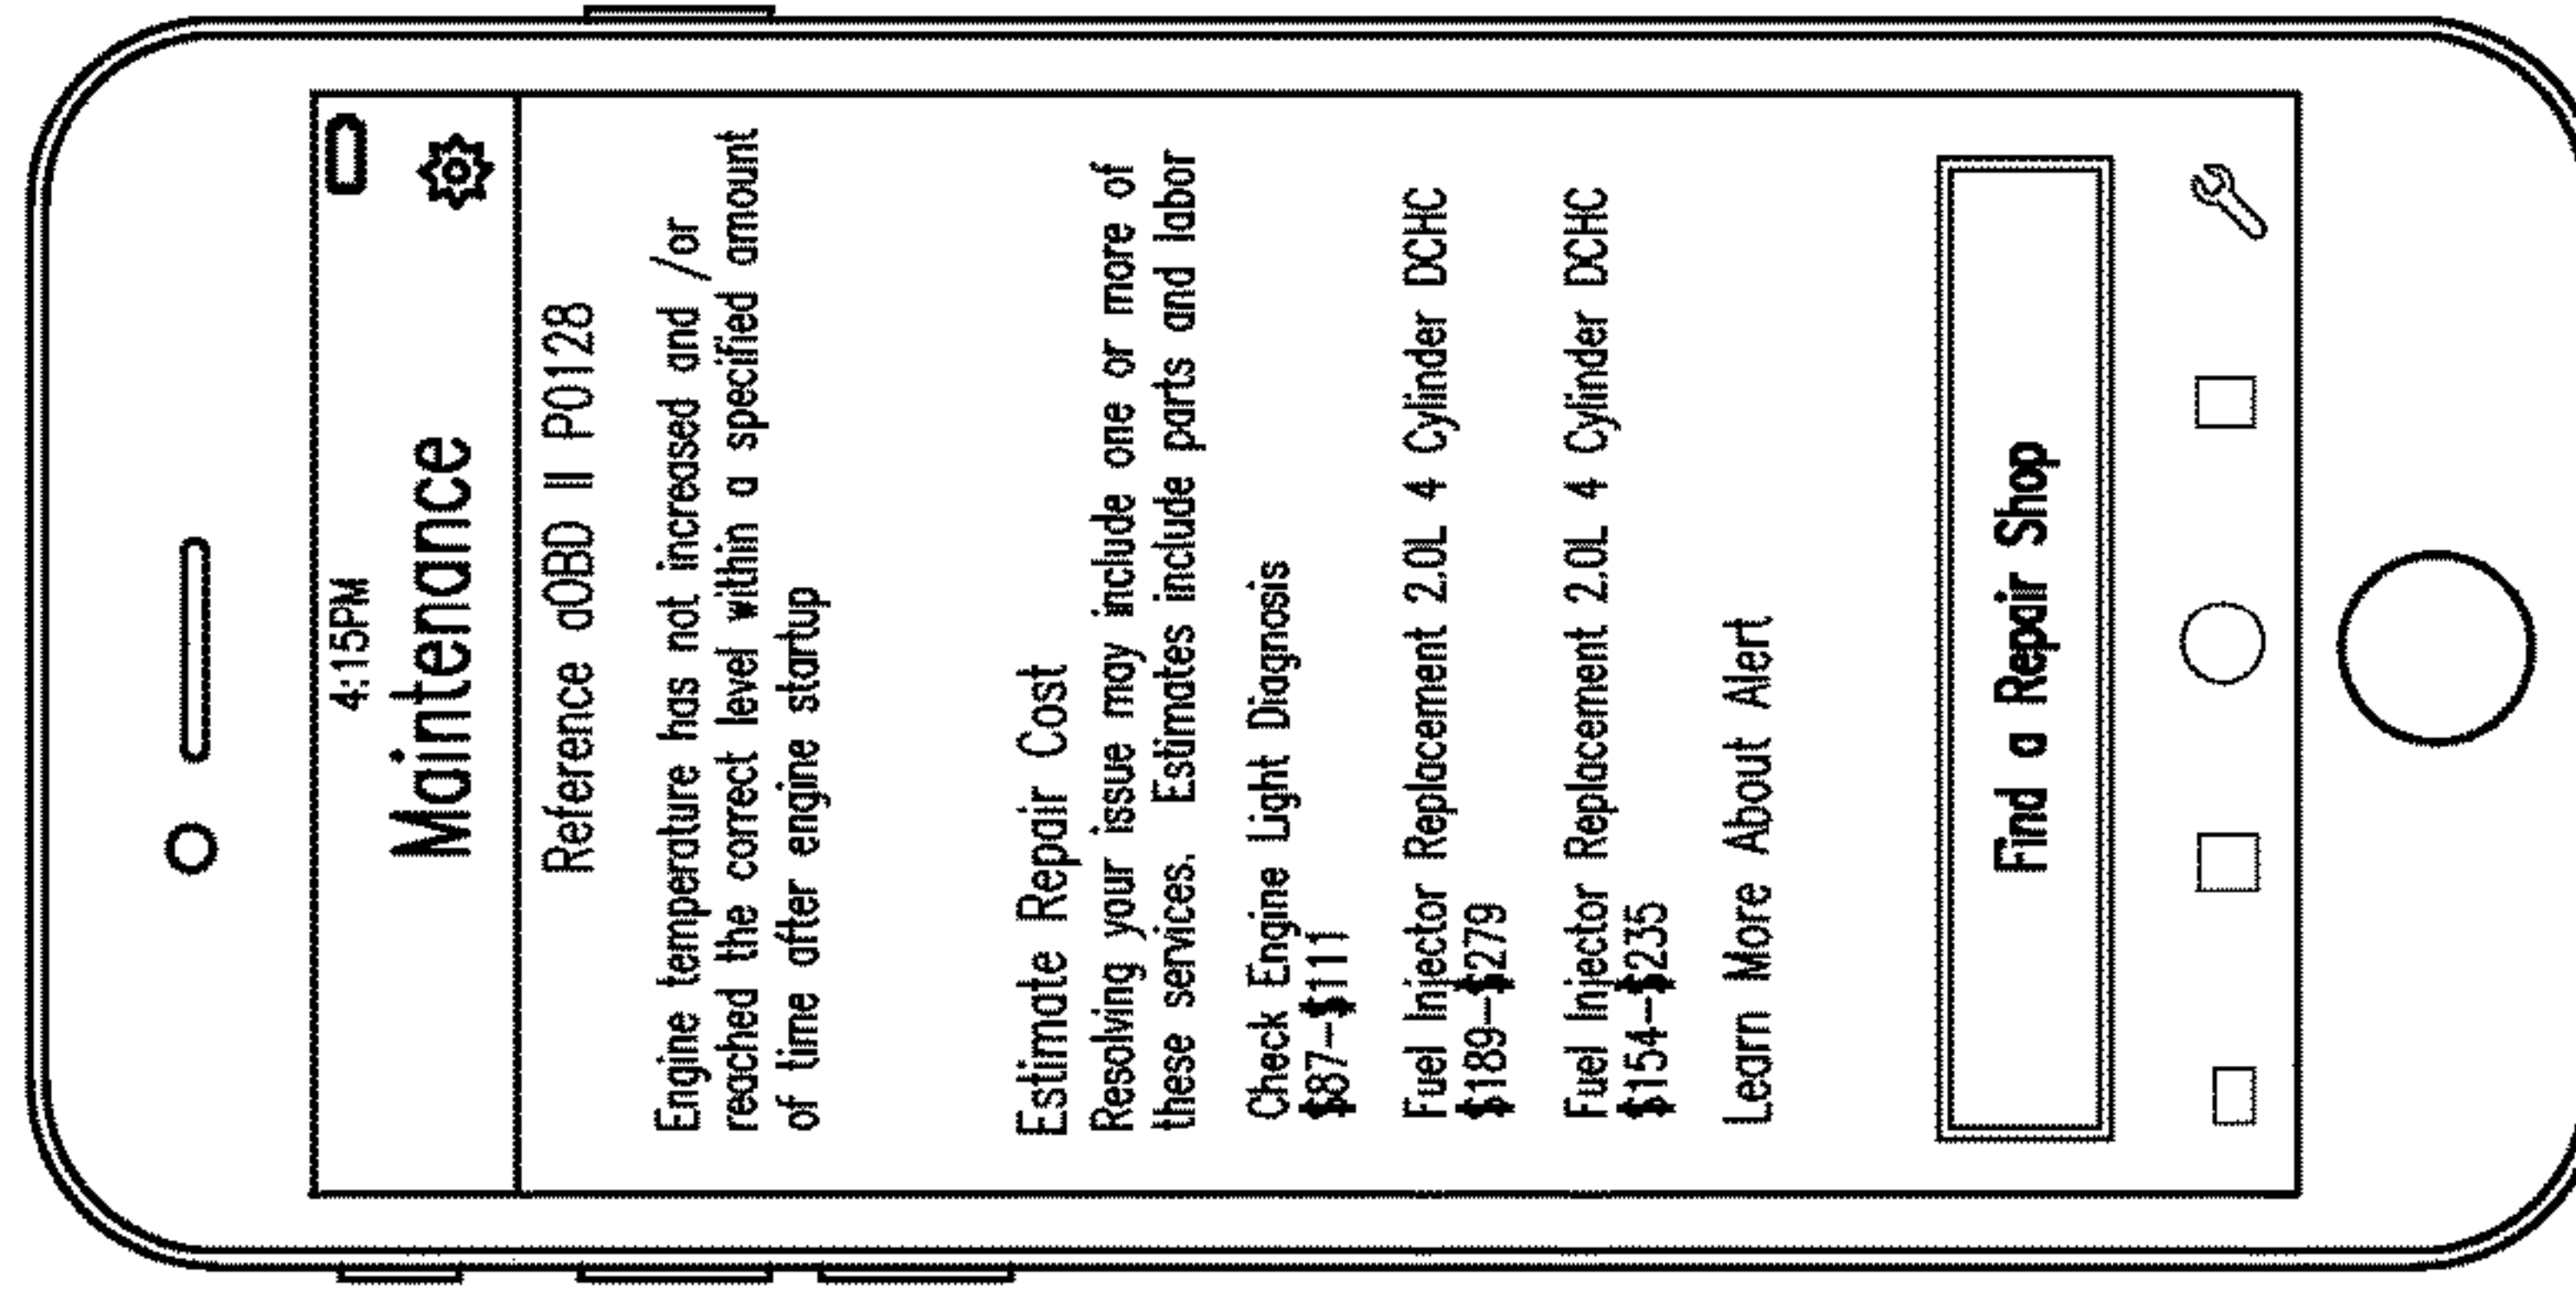 4:15PM
Maintenance
Reference aOBD II P0128
Engine temperature has not increased and /or
reached the correct level within a specified amount
of time after engine startup
Estimate Repair Cost
Resolving your issue may include one or more of
these services. Estimates include parts and labor
Check Engine Light Diagnosis
$87-$111
Fuel Injector Replacement 2.0L 4 Cylinder DCHC
$189-$279
Fuel Injector Replacement 2.0L 4 Cylinder DCHC
$154-$235
Learn More About Alert
Find a Repair Shop